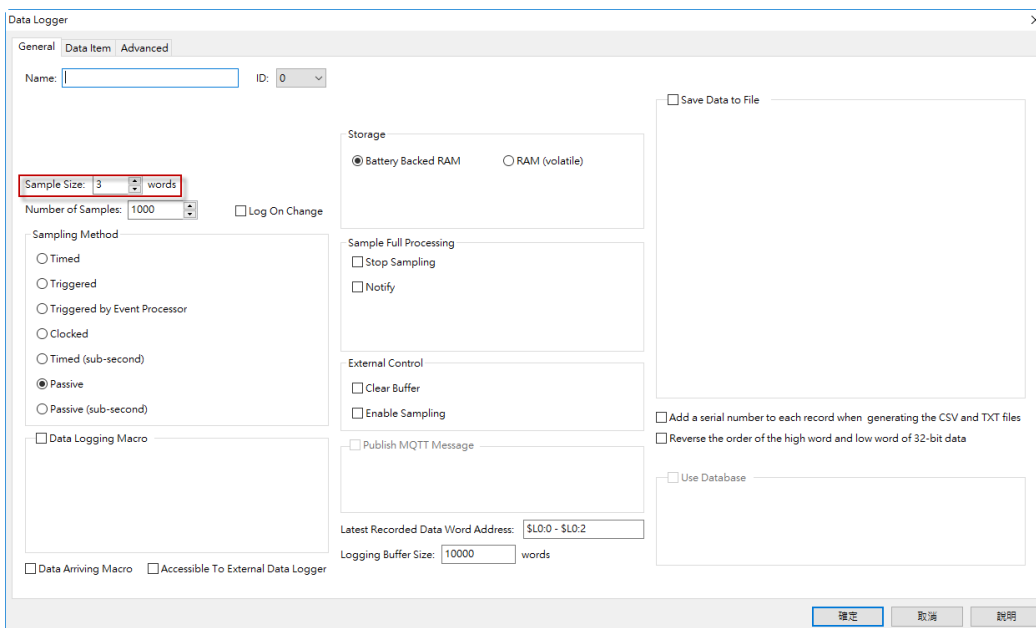 Data Logger
General Data Item Advanced
Name: ID: 0
Sample Size: 3 words
Number of Samples: 1000 Log On Change
Sampling Method
Timed
Triggered
Triggered by Event Processor
Clocked
Timed (sub-second)
Passive
Passive (sub-second)
Data Logging Macro
Data Arriving Macro Accessible To External Data Logger
Storage
Battery Backed RAM RAM (volatile)
Sample Full Processing
Stop Sampling
Notify
External Control
Clear Buffer
Enable Sampling
Publish MQTT Message
Latest Recorded Data Word Address: $L0:0 - $L0:2
Logging Buffer Size: 10000 words
Save Data to File
Add a serial number to each record when generating the CSV and TXT files
Reverse the order of the high word and low word of 32-bit data
Use Database
確定 取消 說明